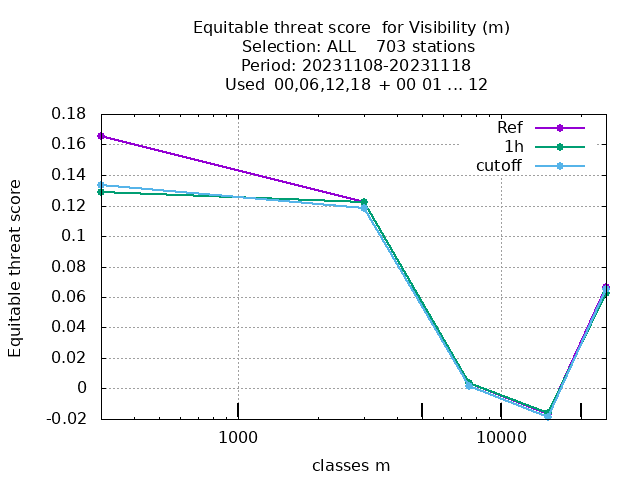 Equitable threat score  for Visibility (m)
Selection: ALL    703 stations
Period: 20231108-20231118
Used  00,06,12,18  + 00 01 ... 12
0.18
0.16
0.14
0.12
0.1
0.08
0.06
0.04
0.02
0
-0.02
Equitable threat score
Ref
1h
cutoff
1000
10000
classes m